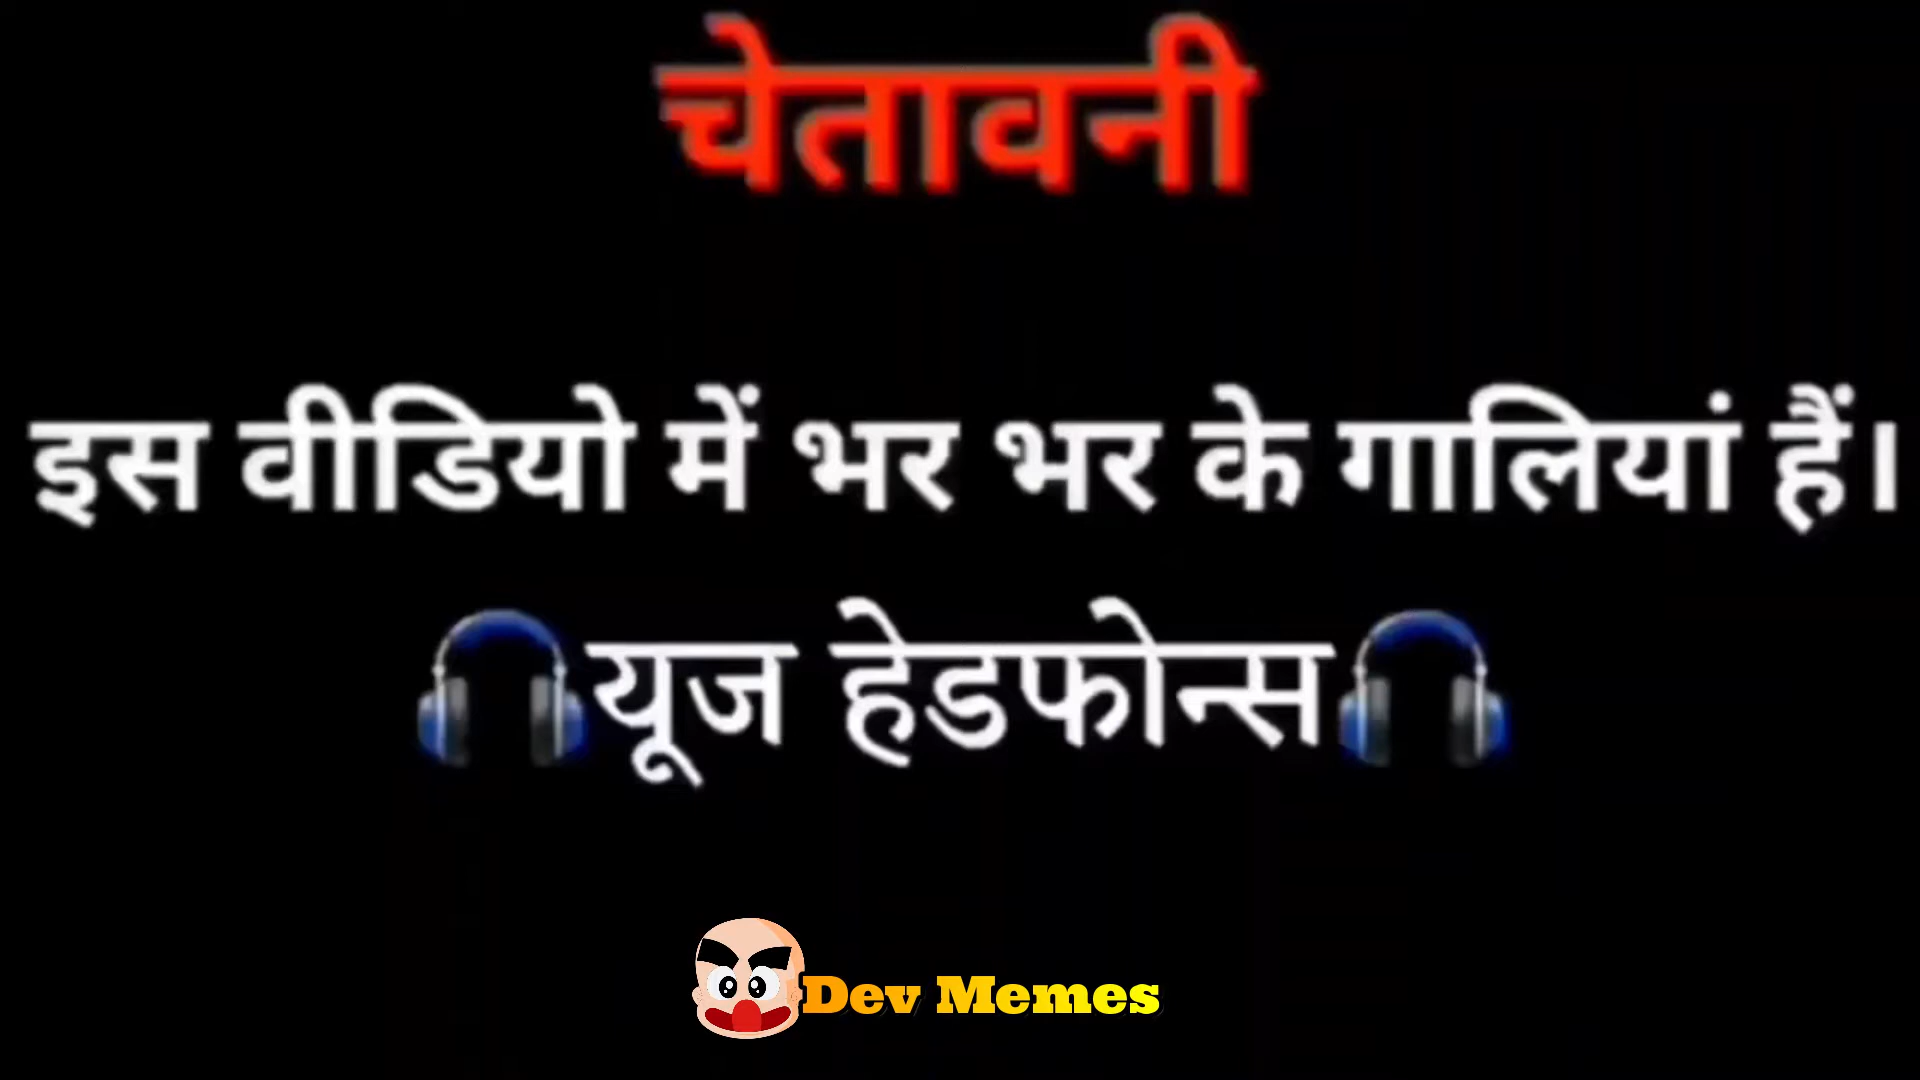 चेतावनी
इस वीडियो में भर भर के गालियां हैं।
🎧यूज हेडफोन्स🎧
Dev Memes